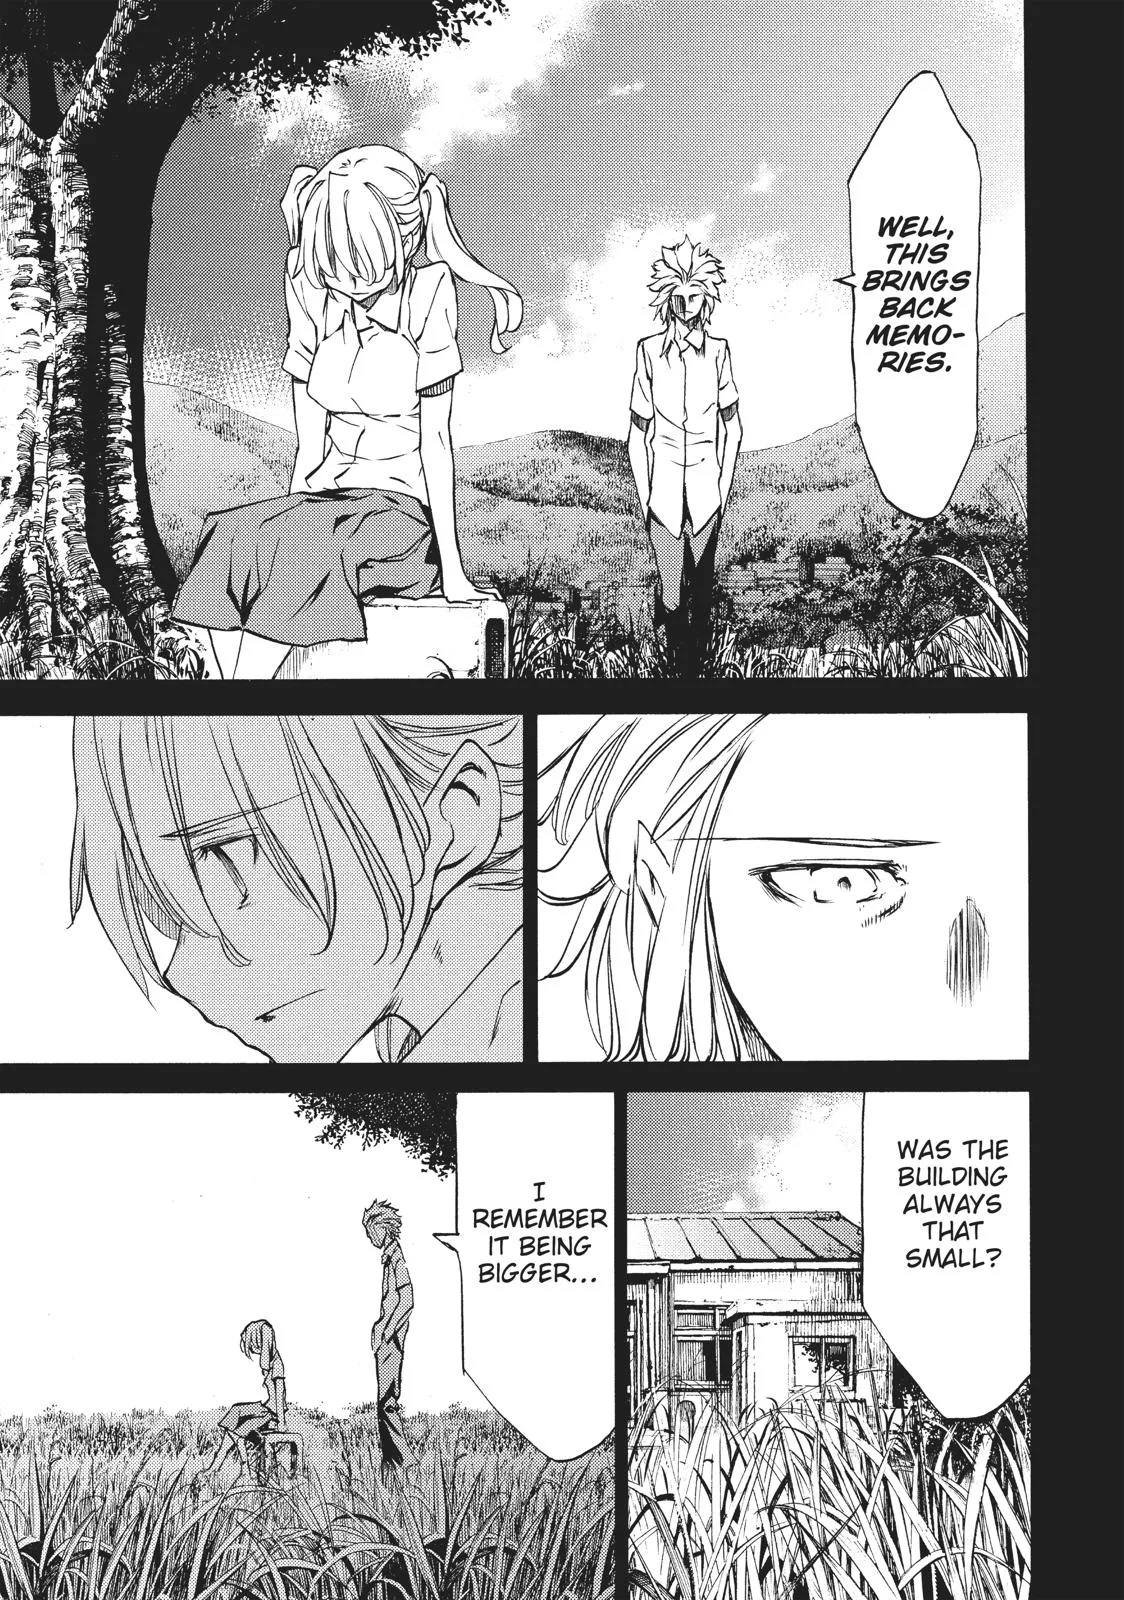 WELL,
THIS
BRINGS
BACK
MEMO-
RIES.
WAS THE
BUILDING
ALWAYS
THAT
SMALL?
I
REMEMBER
IT BEING
BIGGER...